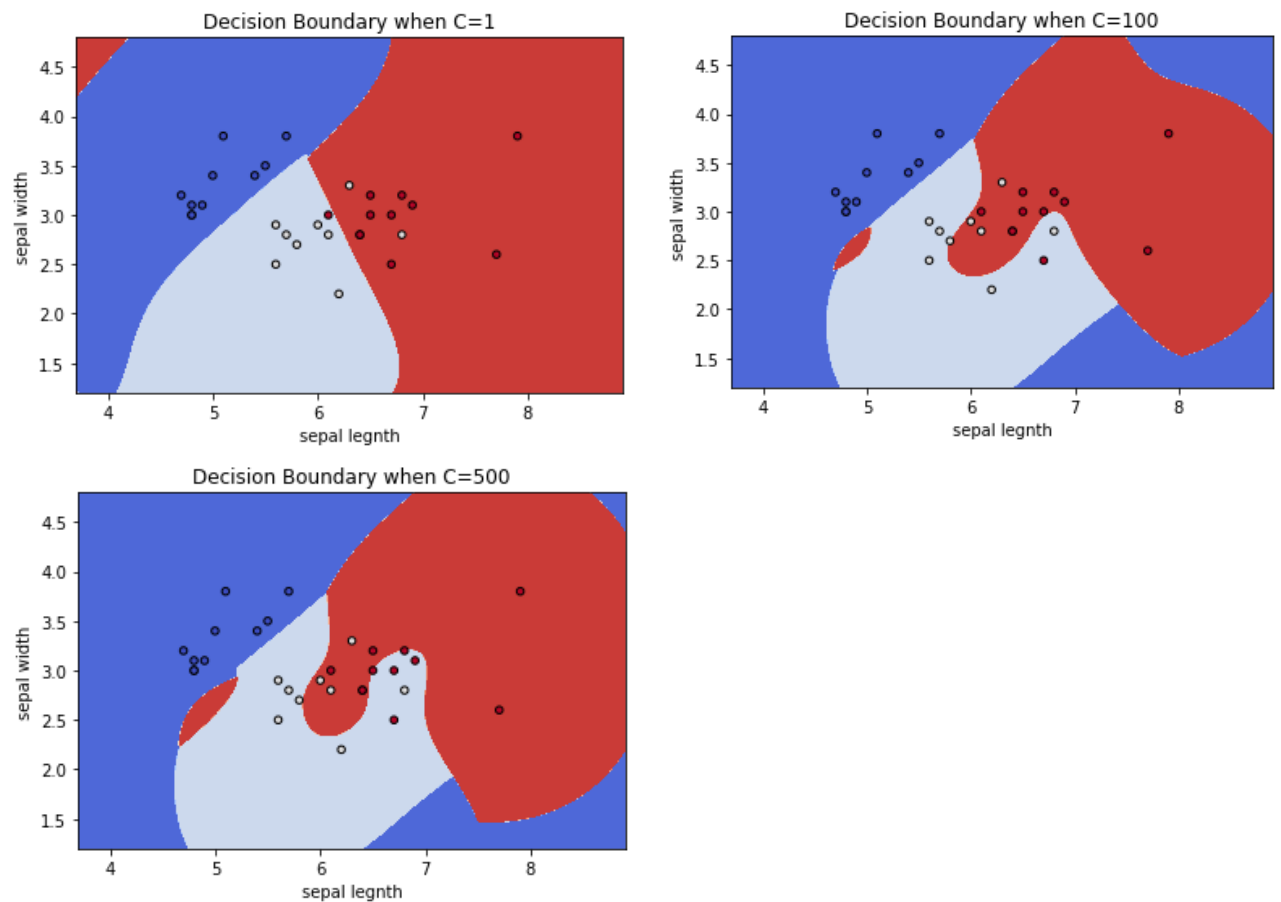 Decision Boundary when C=1
4.5
4.0
3.5
3.0
2.5
2.0
1.5
sepal width
4 5 6 7 8
sepal legnth
Decision Boundary when C=100
4.5
4.0
3.5
3.0
2.5
2.0
1.5
sepal width
4 5 6 7 8
sepal legnth
Decision Boundary when C=500
4.5
4.0
3.5
3.0
2.5
2.0
1.5
sepal width
4 5 6 7 8
sepal legnth